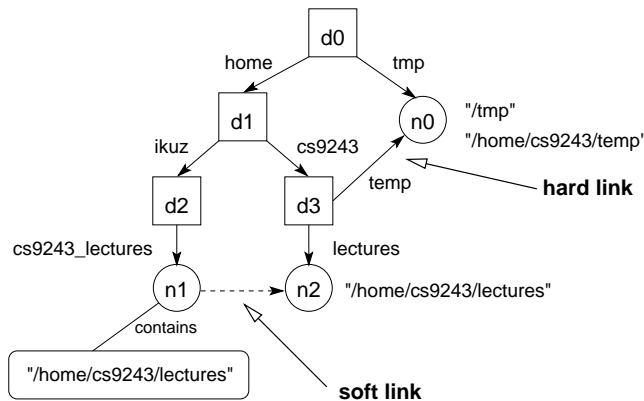 d0
home
tmp
d1
n0
"/tmp"
"/home/cs9243/temp"
ikuz
cs9243
temp
hard link
d2
d3
cs9243_lectures
lectures
n1
n2
"/home/cs9243/lectures"
contains
"/home/cs9243/lectures"
soft link